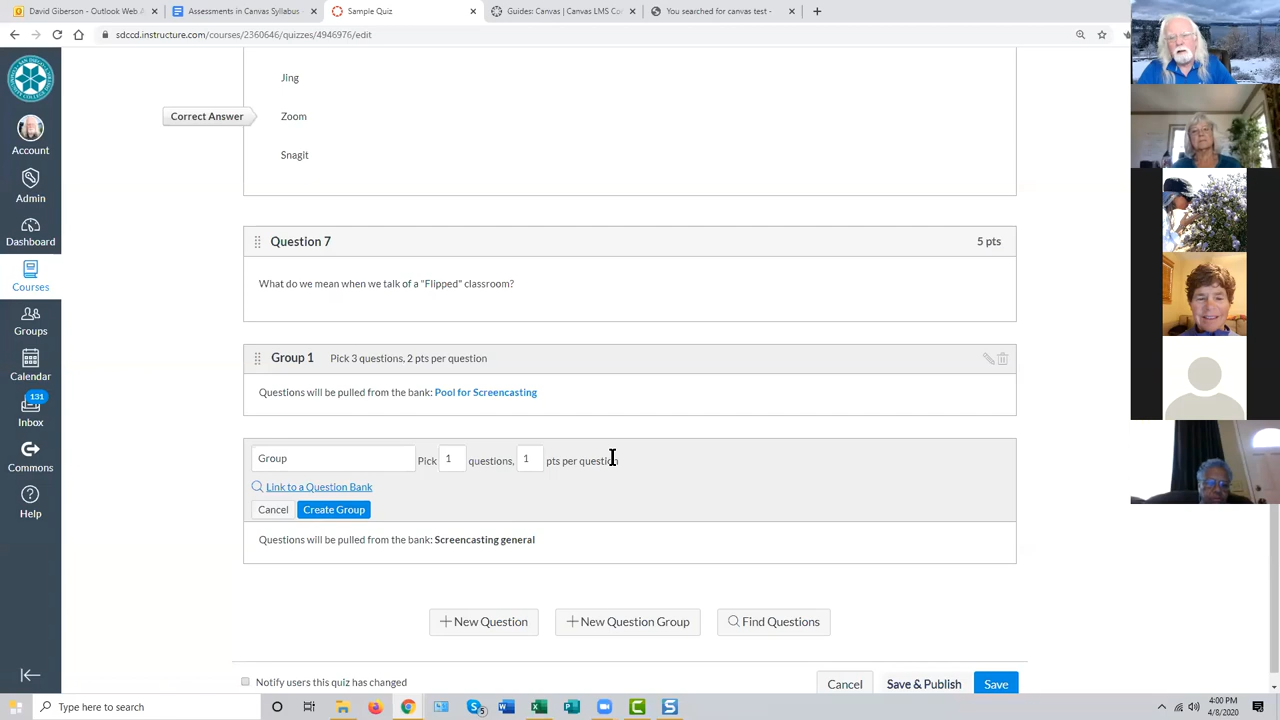 David Giberson - Outlook Web A
Assessments in Canvas Syllabus
Sample Quiz
Guides: Canvas | Canvas LMS Co
You searched for canvas test -
sdccd.instructure.com/courses/2360646/quizzes/4946976/edit
Account
Admin
Dashboard
Courses
Groups
Calendar
131
Inbox
Commons
Help
Jing
Correct Answer
Zoom
Snagit
Question 7
5 pts
What do we mean when we talk of a "Flipped" classroom?
Group 1 Pick 3 questions, 2 pts per question
Questions will be pulled from the bank: Pool for Screencasting
Group Pick 1 questions, 1 pts per question
Link to a Question Bank
Cancel Create Group
Questions will be pulled from the bank: Screencasting general
New Question New Question Group Find Questions
Notify users this quiz has changed
Cancel Save & Publish Save
Type here to search
4:00 PM
4/8/2020